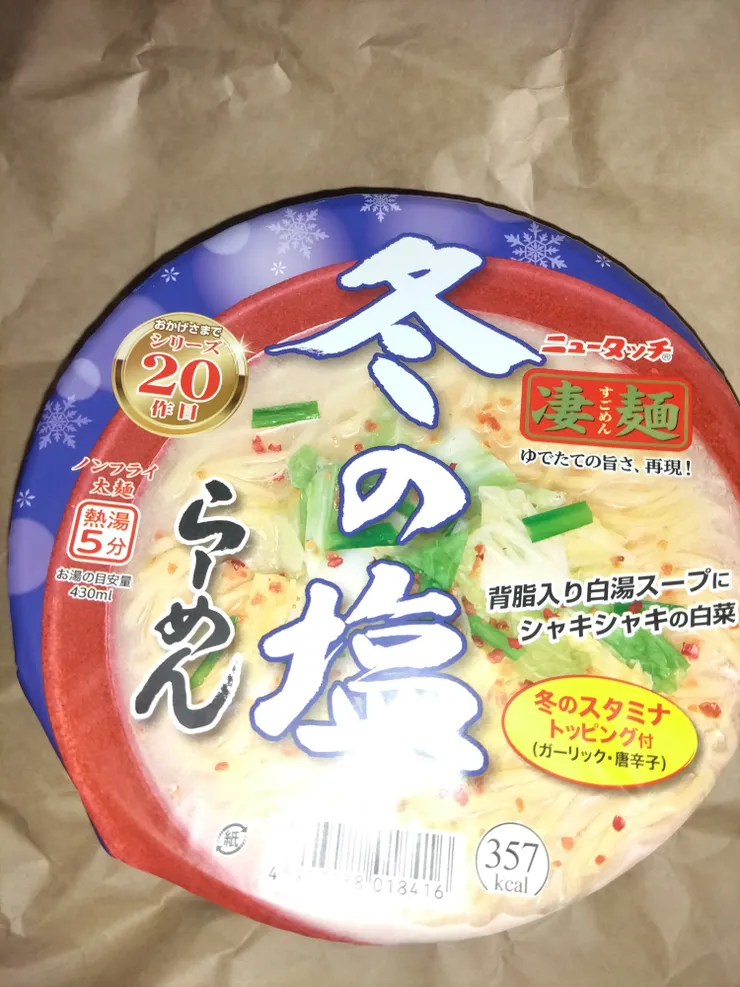 冬の塩
らーめん
おかげさまで
シリーズ
20
作目
ニュータッチ®
凄麺
すごめん
ゆでたての旨さ、再現!
ノンフライ
太麺
熱湯
5分
お湯の目安量
430ml
背脂入り白湯スープに
シャキシャキの白菜
冬のスタミナ
トッピング付
(ガーリック・唐辛子)
紙
018416
357
kcal